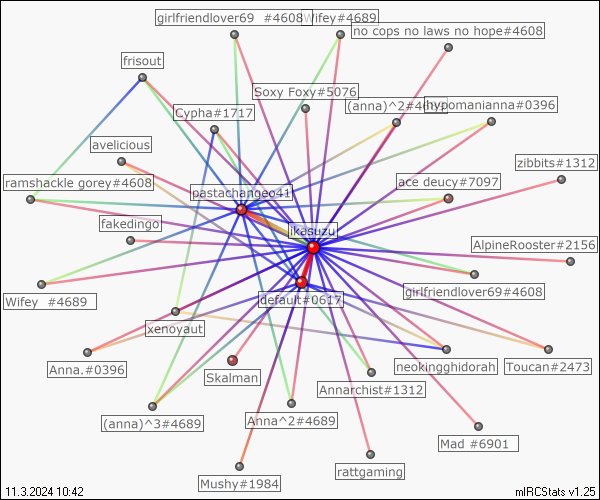 girlfriendlover69   #4608
Wifey#4689
no cops no laws no hope#4608
frisout
Soxy Foxy#5076
Cypha#1717
(anna)^2#4689
hypomanianna#0396
avelicious
zibbits#1312
ramshackle gorey#4608
pastachangeo41
ace deucy#7097
fakedingo
ikasuzu
AlpineRooster#2156
Wifey   #4689
default#0617
girlfriendlover69#4608
xenoyaut
Anna.#0396
Skalman
neokingghidorah
Toucan#2473
Annarchist#1312
(anna)^3#4689
Anna^2#4689
Mad #6901
Mushy#1984
rattgaming
11.3.2024 10:42
mIRCStats v1.25